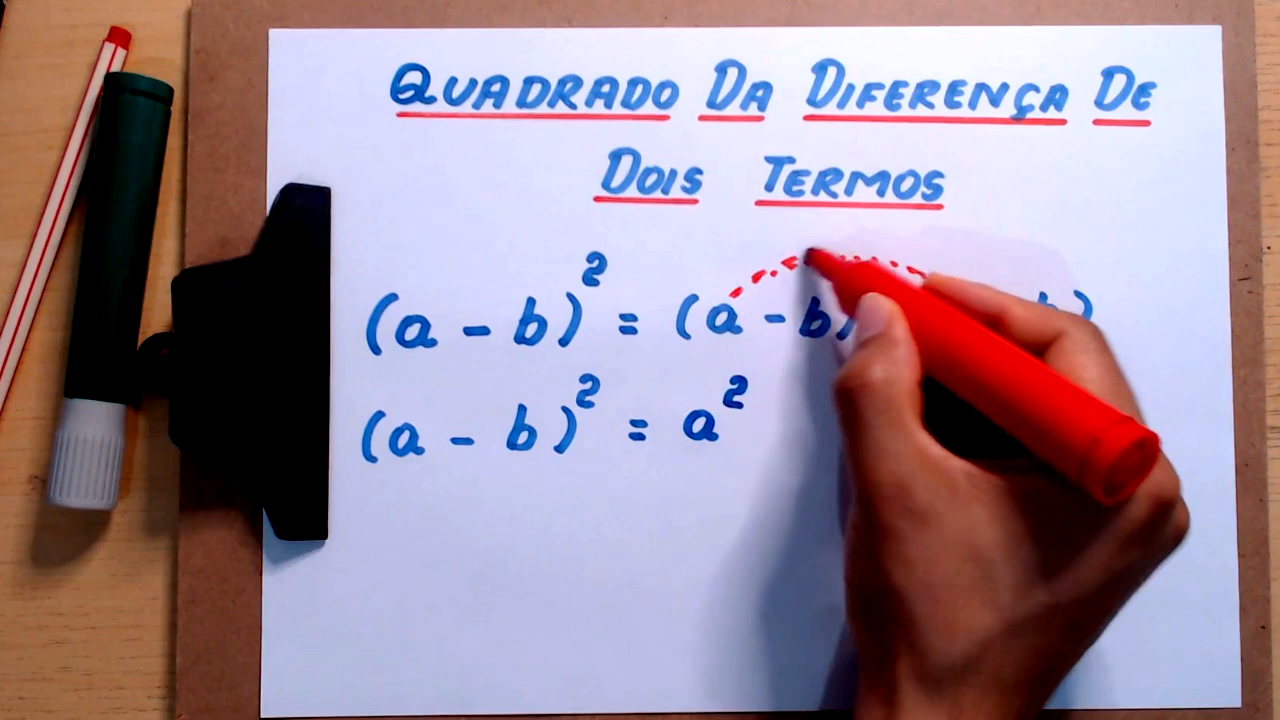 QUADRADO DA DIFERENÇA DE
DOIS TERMOS
(a - b)² = (a - b) b)
(a - b)² = a²